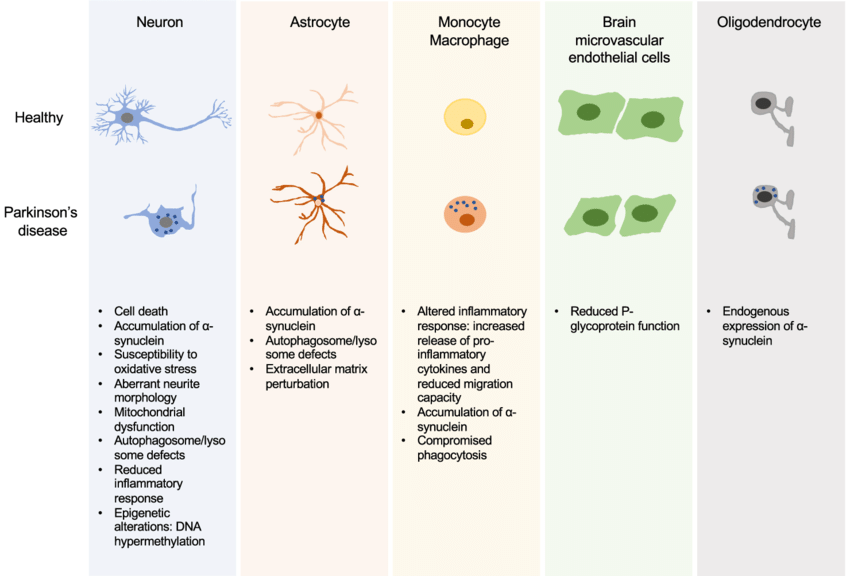 Neuron
Astrocyte
Monocyte
Macrophage
Brain
microvascular
endothelial cells
Oligodendrocyte
Healthy
Parkinson's
disease
• Cell death
• Accumulation of α-
synuclein
• Susceptibility to
oxidative stress
• Aberrant neurite
morphology
• Mitochondrial
dysfunction
• Autophagosome/lyso
some defects
• Reduced
inflammatory
response
• Epigenetic
alterations: DNA
hypermethylation
• Accumulation of α-
synuclein
• Autophagosome/lyso
some defects
• Extracellular matrix
perturbation
• Altered inflammatory
response: increased
release of pro-
inflammatory
cytokines and
reduced migration
capacity
• Accumulation of α-
synuclein
• Compromised
phagocytosis
• Reduced P-
glycoprotein function
• Endogenous
expression of α-
synuclein